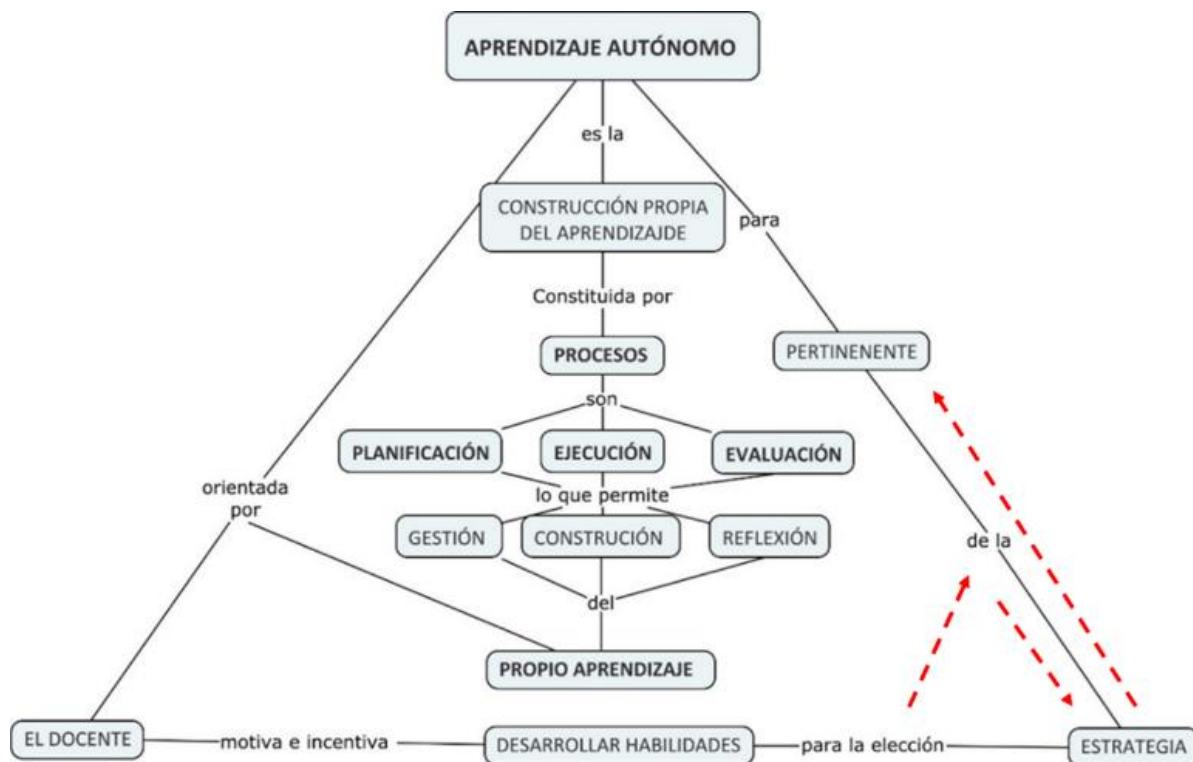 APRENDIZAJE AUTÓNOMO
es la
CONSTRUCCIÓN PROPIA
DEL APRENDIZAJDE
para
Constituida por
PROCESOS
PERTINENENTE
son
PLANIFICACIÓN
EJECUCIÓN
EVALUACIÓN
orientada
por
lo que permite
GESTIÓN
CONSTRUCIÓN
REFLEXIÓN
de la
del
PROPIO APRENDIZAJE
EL DOCENTE
motiva e incentiva
DESARROLLAR HABILIDADES
para la elección
ESTRATEGIA